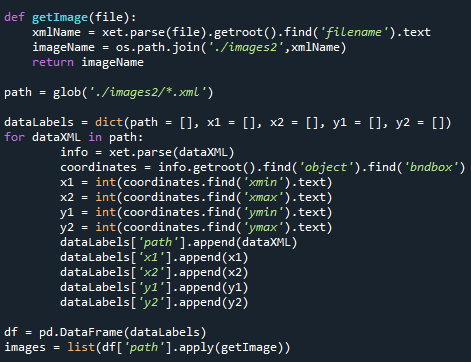 def getImage(file):
    xmlName = xet.parse(file).getroot().find('filename').text
    imageName = os.path.join('./images2',xmlName)
    return imageName

path = glob('./images2/*.xml')

dataLabels = dict(path = [], x1 = [], x2 = [], y1 = [], y2 = [])
for dataXML in path:
        info = xet.parse(dataXML)
        coordinates = info.getroot().find('object').find('bndbox')
        x1 = int(coordinates.find('xmin').text)
        x2 = int(coordinates.find('xmax').text)
        y1 = int(coordinates.find('ymin').text)
        y2 = int(coordinates.find('ymax').text)
        dataLabels['path'].append(dataXML)
        dataLabels['x1'].append(x1)
        dataLabels['x2'].append(x2)
        dataLabels['y1'].append(y1)
        dataLabels['y2'].append(y2)

df = pd.DataFrame(dataLabels)
images = list(df['path'].apply(getImage))